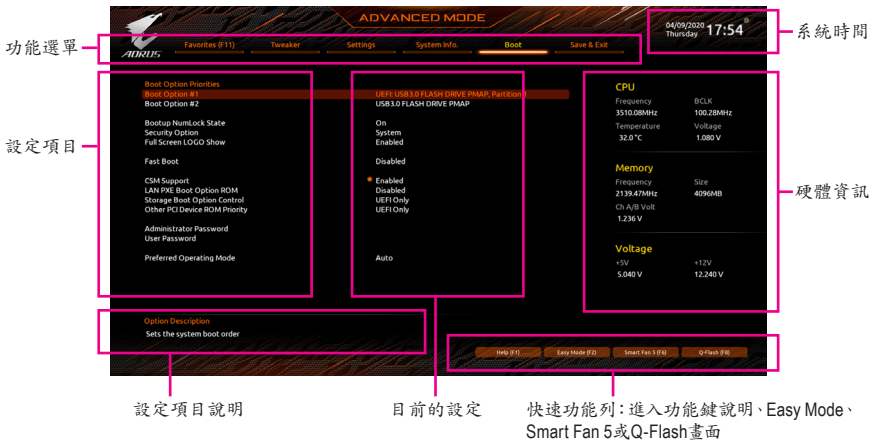 ADVANCED MODE
04/09/2020
Thursday
17:54
系統時間
功能選單
AORUS
Favorites (F11)
Tweaker
Settings
System Info.
Boot
Save & Exit
設定項目
Boot Option Priorities
Boot Option #1 UEFI: USB3.0 FLASH DRIVE PMAP, Partition 1
Boot Option #2 USB3.0 FLASH DRIVE PMAP
Bootup NumLock State On
Security Option System
Full Screen LOGO Show Enabled
Fast Boot Disabled
CSM Support Enabled
LAN PXE Boot Option ROM Disabled
Storage Boot Option Control UEFI Only
Other PCI Device ROM Priority UEFI Only
Administrator Password
User Password
Preferred Operating Mode Auto
CPU
Frequency BCLK
3510.08MHz 100.28MHz
Temperature Voltage
32.0 °C 1.080 V
Memory
Frequency Size
2139.47MHz 4096MB
Ch A/B Volt
1.236 V
Voltage
+5V +12V
5.040 V 12.240 V
硬體資訊
Option Description
Sets the system boot order
Help (F1)
Easy Mode (F2)
Smart Fan 5 (F6)
Q-Flash (F8)
設定項目說明
目前的設定
快速功能列：進入功能鍵說明、Easy Mode、
Smart Fan 5或Q-Flash畫面